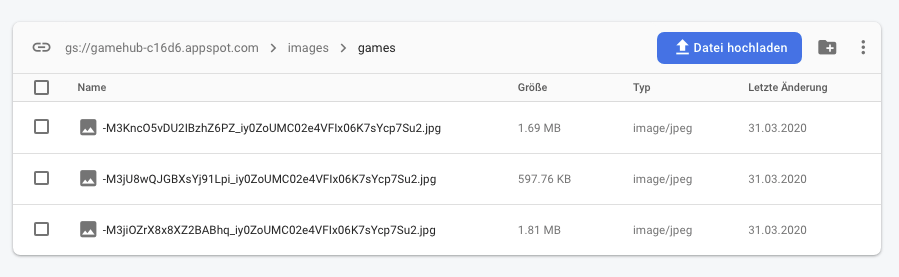 gs://gamehub-c16d6.appspot.com > images > games Datei hochladen
Name Größe Typ Letzte Änderung
-M3KncO5vDU2IBzhZ6PZ_iy0ZoUMC02e4VFIx06K7sYcp7Su2.jpg 1.69 MB image/jpeg 31.03.2020
-M3jU8wQJGBXsYj91Lpi_iy0ZoUMC02e4VFIx06K7sYcp7Su2.jpg 597.76 KB image/jpeg 31.03.2020
-M3jiOZrX8x8XZ2BABhq_iy0ZoUMC02e4VFIx06K7sYcp7Su2.jpg 1.81 MB image/jpeg 31.03.2020